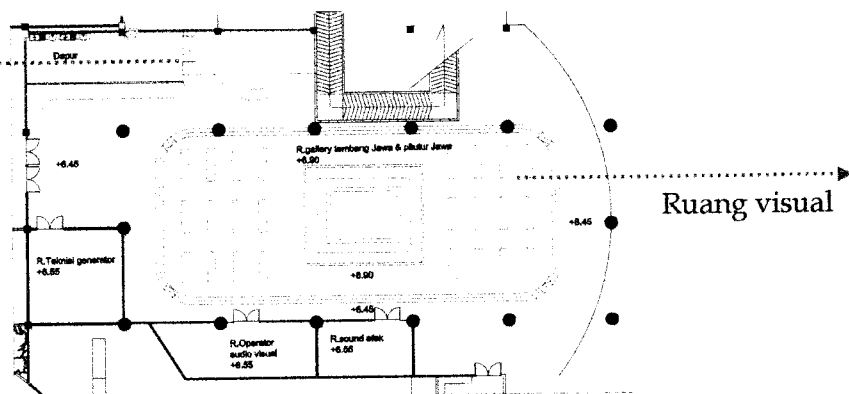 Dapur
R.gallery tembang Jawa & pitutur Jawa
+6.90
+6.45
Ruang visual
+6.45
R.Teknisi generator
+6.55
+6.90
+6.45
R.Operator
audio visual
+6.55
R.sound efek
+6.55